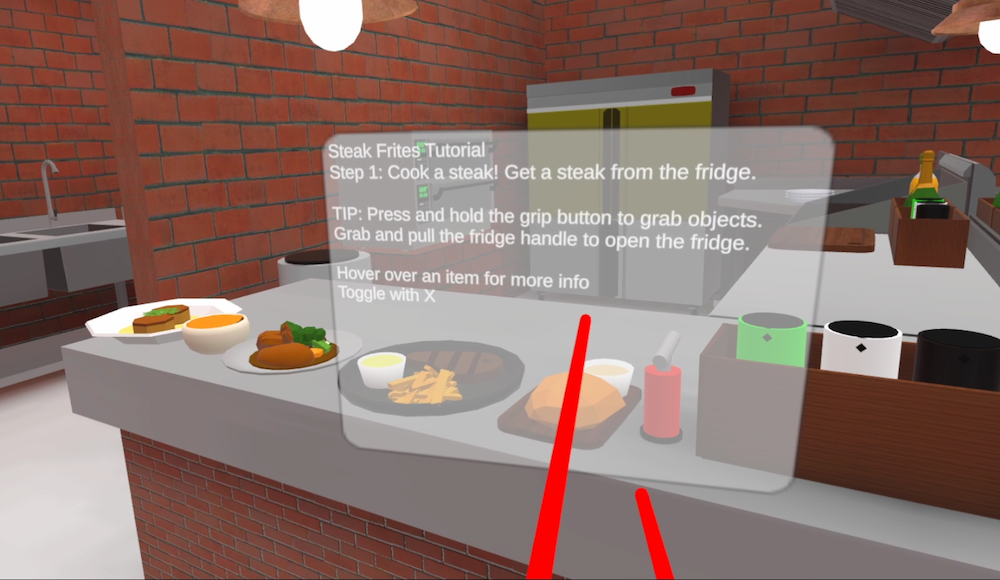 Steak Frites Tutorial
Step 1: Cook a steak! Get a steak from the fridge.
TIP: Press and hold the grip button to grab objects.
Grab and pull the fridge handle to open the fridge.
Hover over an item for more info
Toggle with X